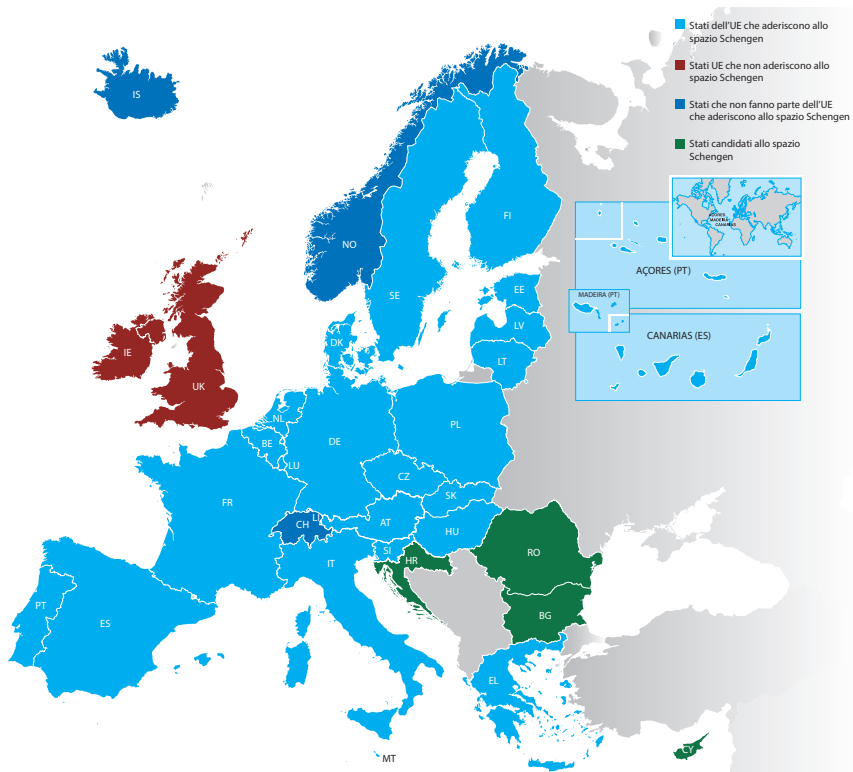 Stati dell'UE che aderiscono allo
spazio Schengen
Stati UE che non aderiscono allo
spazio Schengen
Stati che non fanno parte dell'UE
che aderiscono allo spazio Schengen
Stati candidati allo spazio
Schengen
IS
NO
SE
FI
EE
LV
LT
DK
IE
UK
NL
BE
LU
DE
PL
CZ
SK
FR
CH
LI
AT
HU
SI
HR
IT
RO
BG
PT
ES
EL
MT
CY
AÇORES
MADEIRA
CANARIAS
AÇORES (PT)
MADEIRA (PT)
CANARIAS (ES)